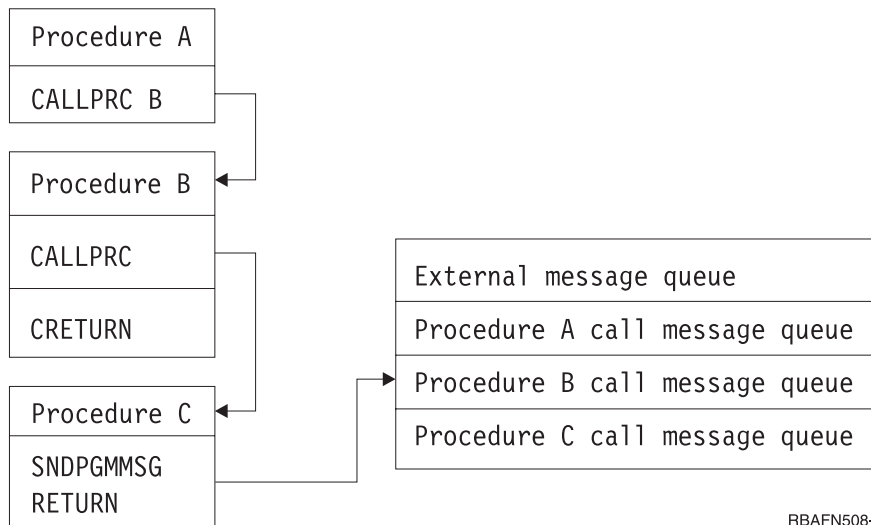 Procedure A
CALLPRC B
Procedure B
CALLPRC
CRETURN
Procedure C
SNDPGMMSG
RETURN
External message queue
Procedure A call message queue
Procedure B call message queue
Procedure C call message queue
RBAFN508-